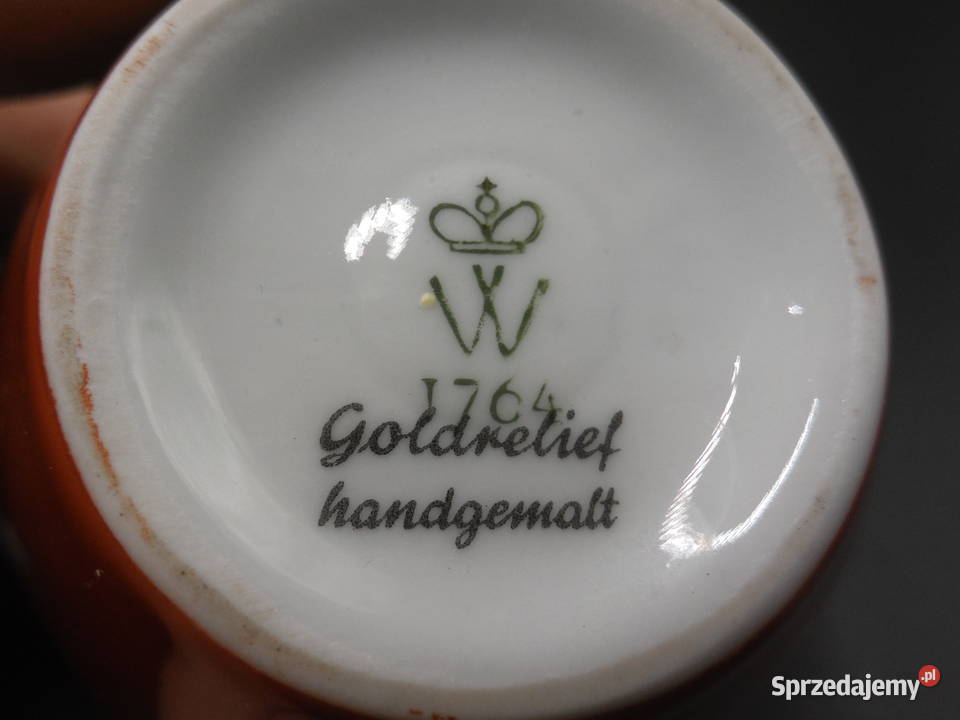 W
1764
Goldrelief
handgemalt
Sprzedajemy.pl